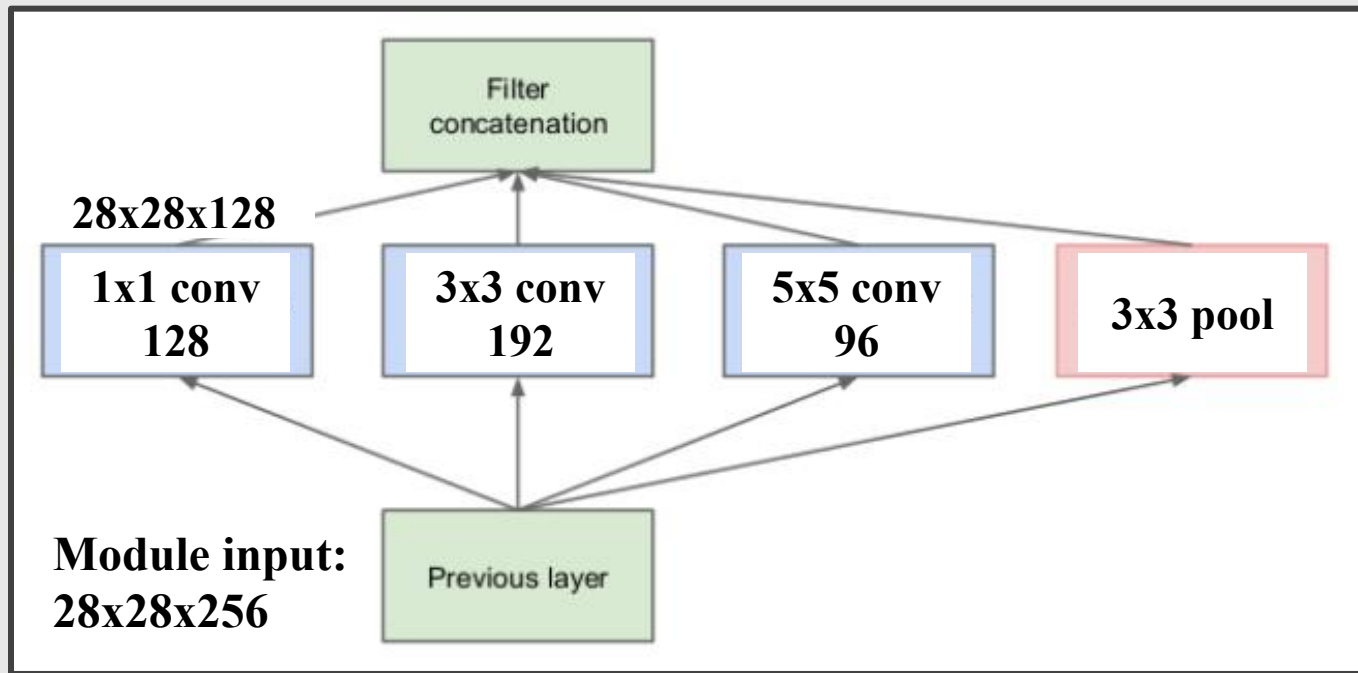 Filter
concatenation
28x28x128
1x1 conv
128
3x3 conv
192
5x5 conv
96
3x3 pool
Module input:
28x28x256
Previous layer